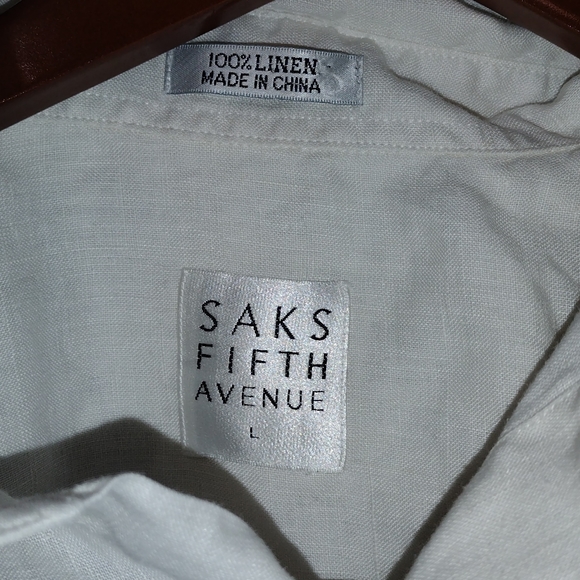 100% LINEN
MADE IN CHINA
SAKS
FIFTH
AVENUE
L